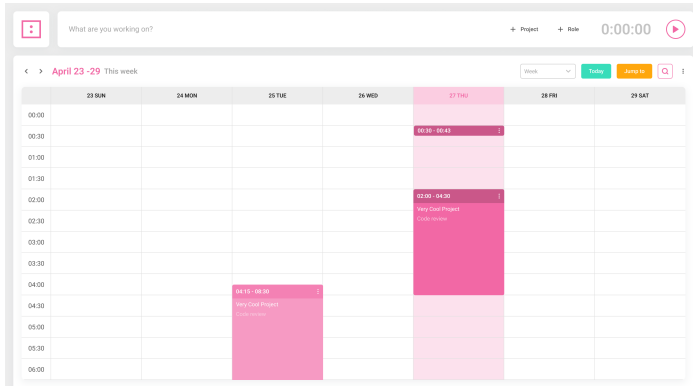 What are you working on?
+ Project
+ Role
0:00:00
< > April 23 -29 This week
Week
Today
Jump to
23 SUN
24 MON
25 TUE
26 WED
27 THU
28 FRI
29 SAT
00:00
00:30
00:30 - 00:43
01:00
01:30
02:00
02:00 - 04:30
Very Cool Project
Code review
02:30
03:00
03:30
04:00
04:15 - 08:30
Very Cool Project
Code review
04:30
05:00
05:30
06:00